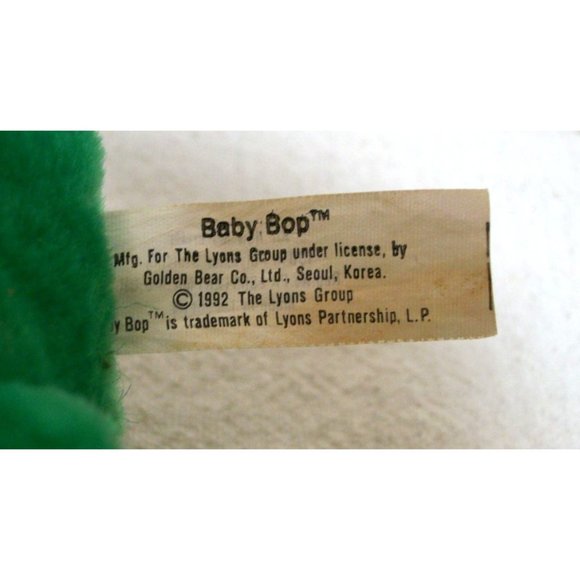 Baby Bop™
Mfg. For The Lyons Group under license, by
Golden Bear Co., Ltd., Seoul, Korea.
© 1992 The Lyons Group
y Bop™ is trademark of Lyons Partnership, L.P.